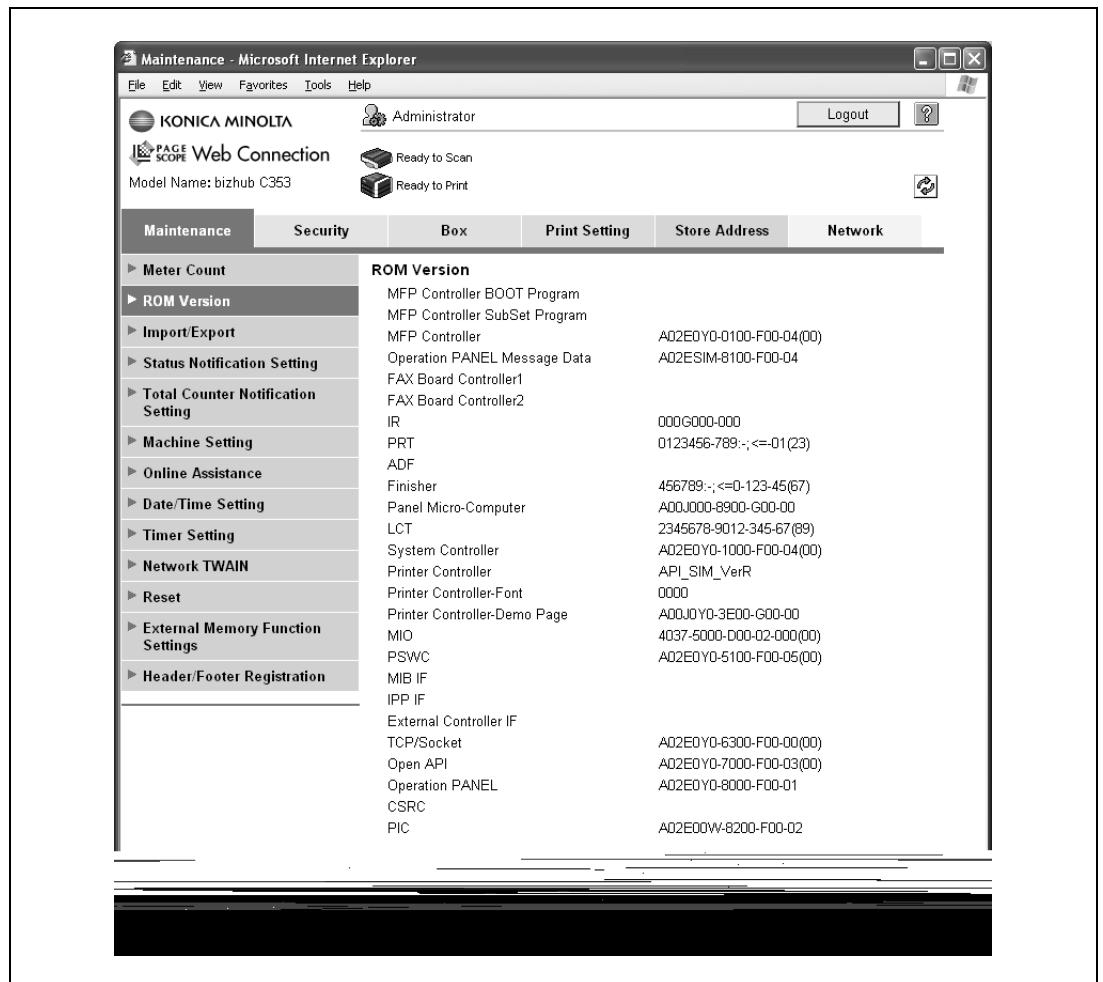 Maintenance - Microsoft Internet Explorer
File Edit View Favorites Tools Help
KONICA MINOLTA
Administrator
Logout
?
PAGE SCOPE Web Connection
Ready to Scan
Model Name: bizhub C353
Ready to Print
Maintenance Security Box Print Setting Store Address Network
Meter Count
ROM Version
Import/Export
Status Notification Setting
Total Counter Notification
Setting
Machine Setting
Online Assistance
Date/Time Setting
Timer Setting
Network TWAIN
Reset
External Memory Function
Settings
Header/Footer Registration
ROM Version
MFP Controller BOOT Program
MFP Controller SubSet Program
MFP Controller A02E0Y0-0100-F00-04(00)
Operation PANEL Message Data A02ESIM-8100-F00-04
FAX Board Controller1
FAX Board Controller2
IR 000G000-000
PRT 0123456-789:-;<=-01(23)
ADF
Finisher 456789:-;<=0-123-45(67)
Panel Micro-Computer A00J000-8900-G00-00
LCT 2345678-9012-345-67(89)
System Controller A02E0Y0-1000-F00-04(00)
Printer Controller API_SIM_VerR
Printer Controller-Font 0000
Printer Controller-Demo Page A00J0Y0-3E00-G00-00
MIO 4037-5000-D00-02-000(00)
PSWC A02E0Y0-5100-F00-05(00)
MIB IF
IPP IF
External Controller IF
TCP/Socket A02E0Y0-6300-F00-00(00)
Open API A02E0Y0-7000-F00-03(00)
Operation PANEL A02E0Y0-8000-F00-01
CSRC
PIC A02E00W-8200-F00-02